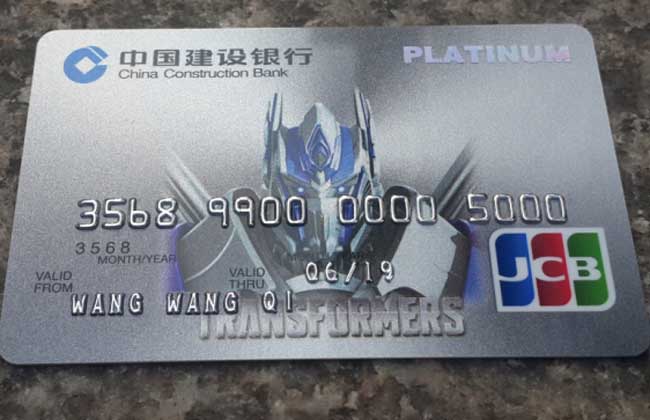 中国建设银行
China Construction Bank
PLATINUM
3568 9900 0000 5000
3568
MONTH/YEAR
VALID FROM
VALID THRU
06/19
WANG WANG QI
TRANSFORMERS
JCB